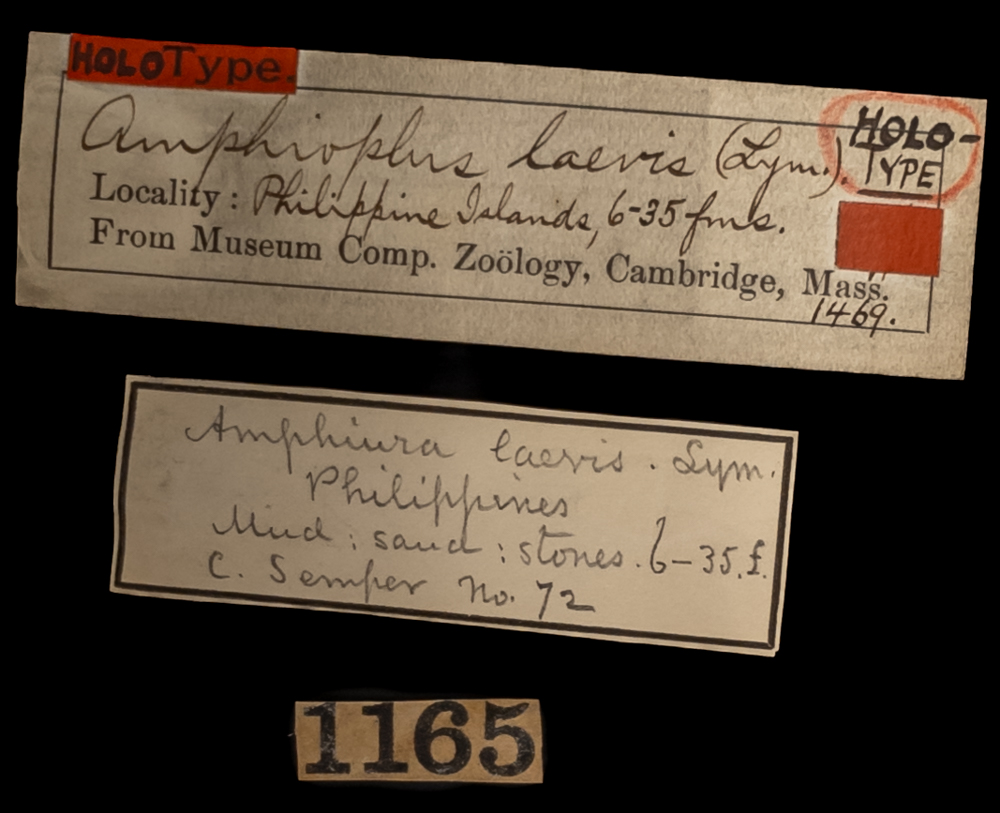 HOLOType.
Amphioplus laevis (Lym.).
HOLO-
TYPE
Locality: Philippine Islands, 6-35 fms.
From Museum Comp. Zoölogy, Cambridge, Mass.
1469.
Amphiura laevis. Lym.
Philippines
Mud: sand: stones. 6-35.f.
C. Semper No. 72
1165